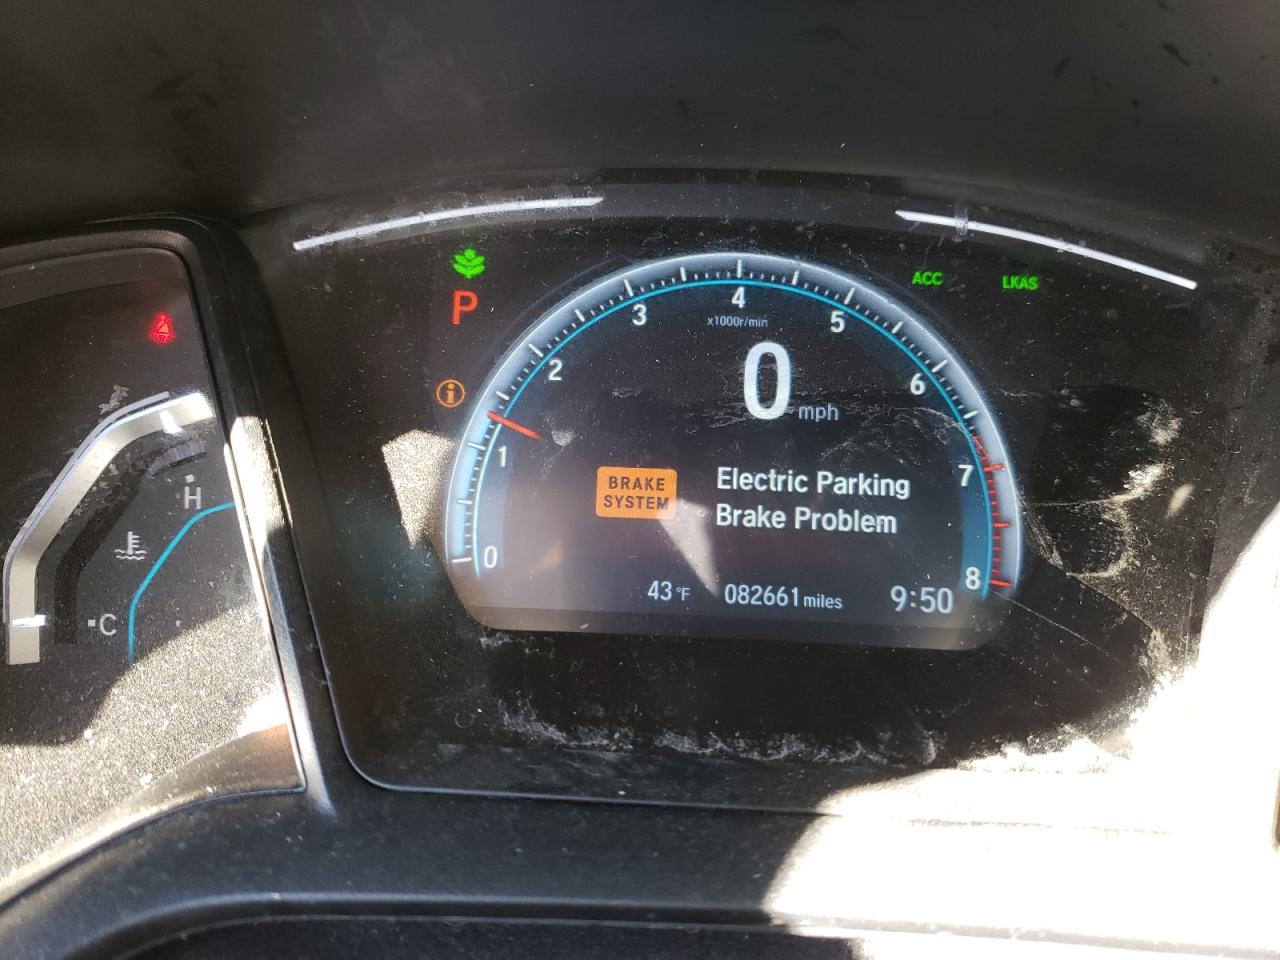 ACC
LKAS
P
4
3
5
x1000r/min
2
6
0
mph
i
1
7
BRAKE
SYSTEM
Electric Parking
Brake Problem
H
0
8
43 °F
082661 miles
9:50
C